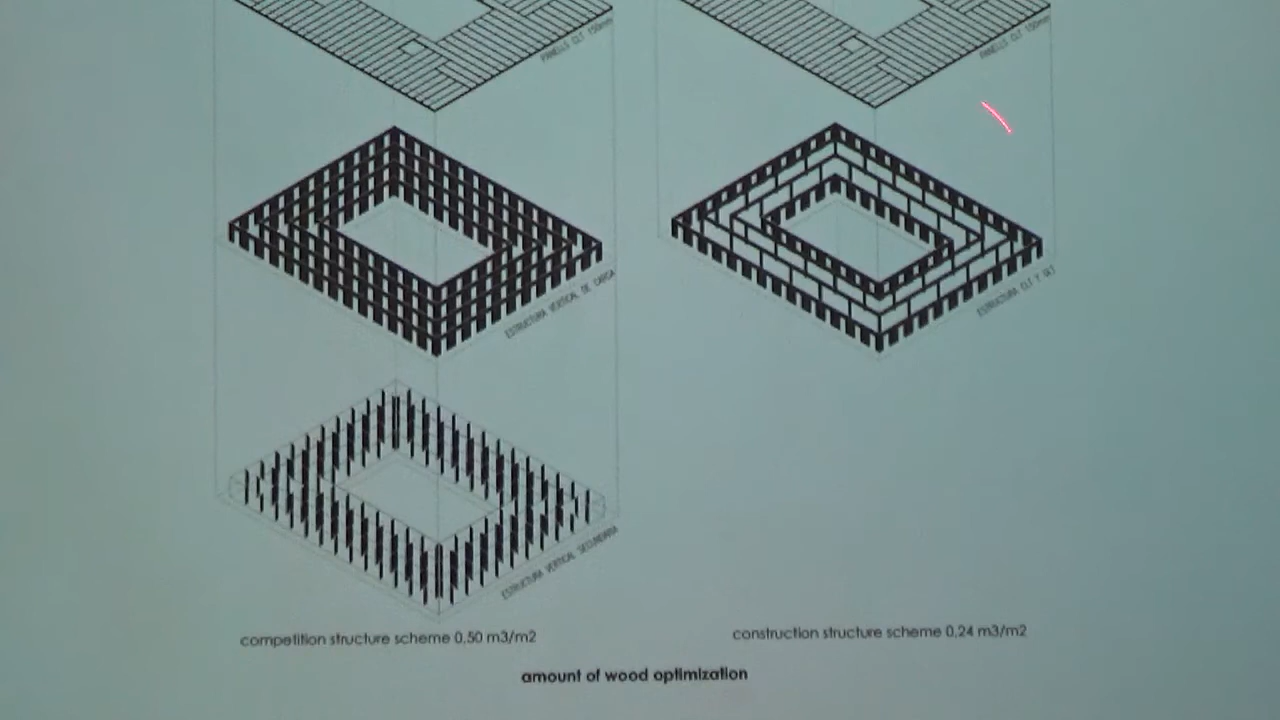 PANELLS CLT 150mm
PANELLS CLT 150mm
ESTRUCTURA VERTICAL DE CARGA
ESTRUCTURA CLT Y GLT
ESTRUCTURA VERTICAL SECUNDARIA
competition structure scheme 0,50 m3/m2
construction structure scheme 0,24 m3/m2
amount of wood optimization